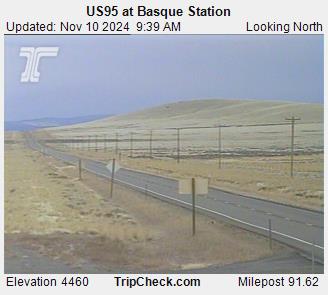 US95 at Basque Station
Updated: Nov 10 2024 9:39 AM Looking North
Elevation 4460 TripCheck.com Milepost 91.62